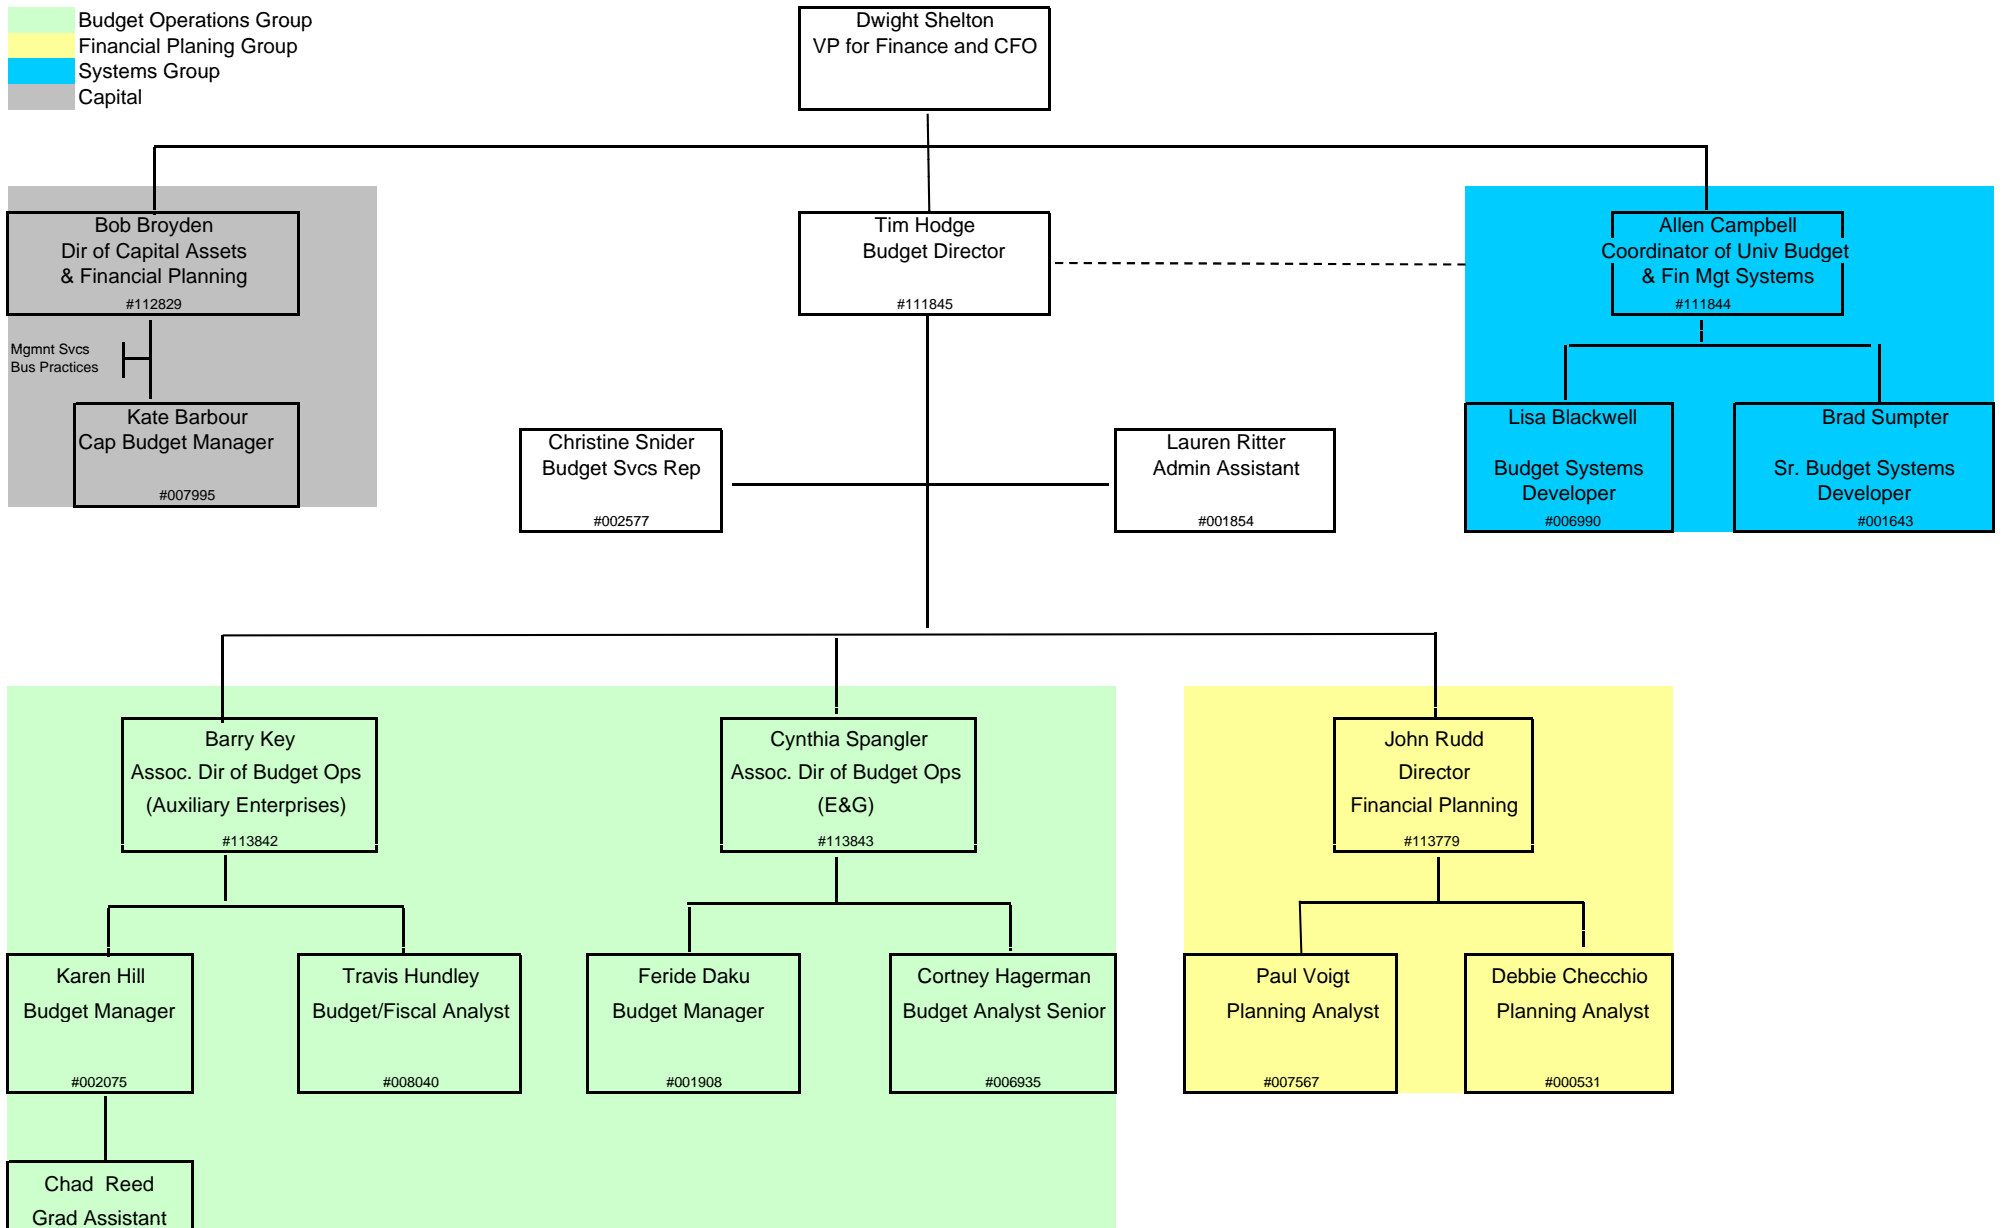 Budget Operations Group
Financial Planing Group
Systems Group
Capital
Dwight Shelton
VP for Finance and CFO
Bob Broyden
Dir of Capital Assets
& Financial Planning
#112829
Tim Hodge
Budget Director
#111845
Allen Campbell
Coordinator of Univ Budget
& Fin Mgt Systems
#111844
Mgmnt Svcs
Bus Practices
Kate Barbour
Cap Budget Manager
#007995
Christine Snider
Budget Svcs Rep
#002577
Lauren Ritter
Admin Assistant
#001854
Lisa Blackwell
Budget Systems
Developer
#006990
Brad Sumpter
Sr. Budget Systems
Developer
#001643
Barry Key
Assoc. Dir of Budget Ops
(Auxiliary Enterprises)
#113842
Cynthia Spangler
Assoc. Dir of Budget Ops
(E&G)
#113843
John Rudd
Director
Financial Planning
#113779
Karen Hill
Budget Manager
#002075
Travis Hundley
Budget/Fiscal Analyst
#008040
Feride Daku
Budget Manager
#001908
Cortney Hagerman
Budget Analyst Senior
#006935
Paul Voigt
Planning Analyst
#007567
Debbie Checchio
Planning Analyst
#000531
Chad  Reed
Grad Assistant